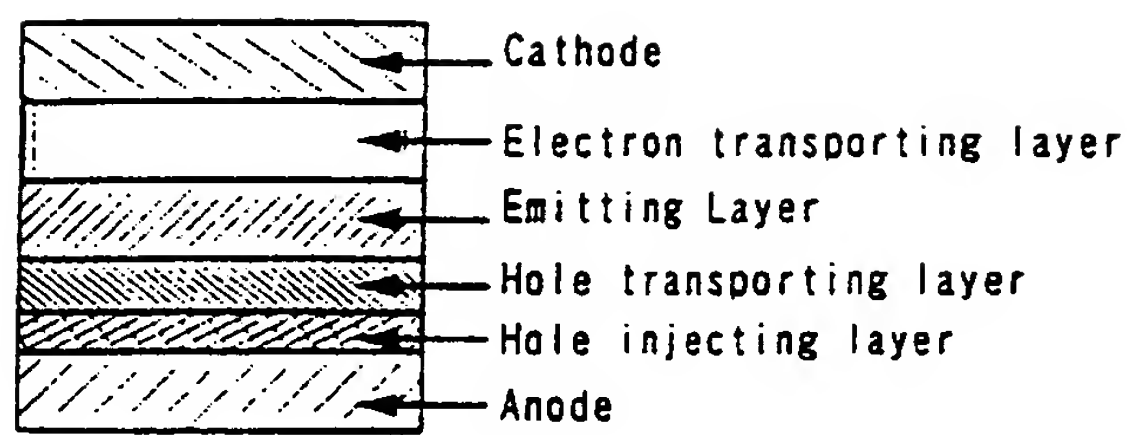 Cathode
Electron transporting layer
Emitting Layer
Hole transporting layer
Hole injecting layer
Anode